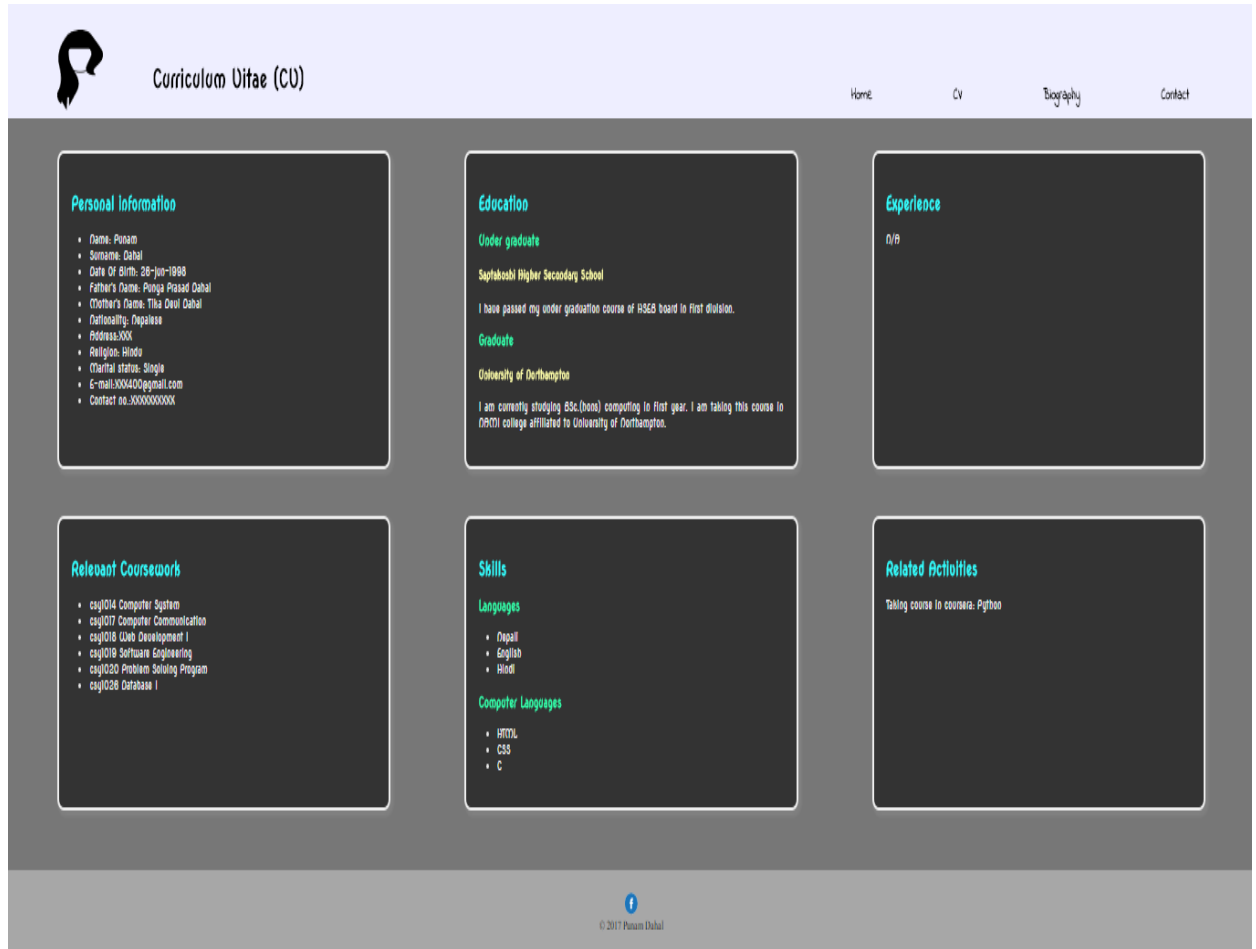 Curriculum Vitae (CV)
Home
CV
Biography
Contact
Personal information
Name: Punam
Surname: Dahal
Date Of Birth: 28-jun-1998
Father's Name: Punya Prasad Dahal
Mother's Name: Tika Devi Dahal
Nationality: Nepalese
Address:XXX
Religion: Hindu
Marital status: Single
E-mail:XXX400@gmail.com
Contact no.:XXXXXXXXXX
Education
Under graduate
Saptakoshi Higher Secondary School
I have passed my under graduation course of HSEB board in first division.
Graduate
University of Northampton
I am currently studying BSc.(hons) computing in first year. I am taking this course in
NAMI college affiliated to University of Northampton.
Experience
N/A
Relevant Coursework
csy1014 Computer System
csy1017 Computer Communication
csy1018 Web Development I
csy1019 Software Engineering
csy1020 Problem Solving Program
csy1026 Database I
Skills
Languages
Nepali
English
Hindi
Computer Languages
HTML
CSS
C
Related Activities
Taking course in coursera: Python
f
© 2017 Punam Dahal